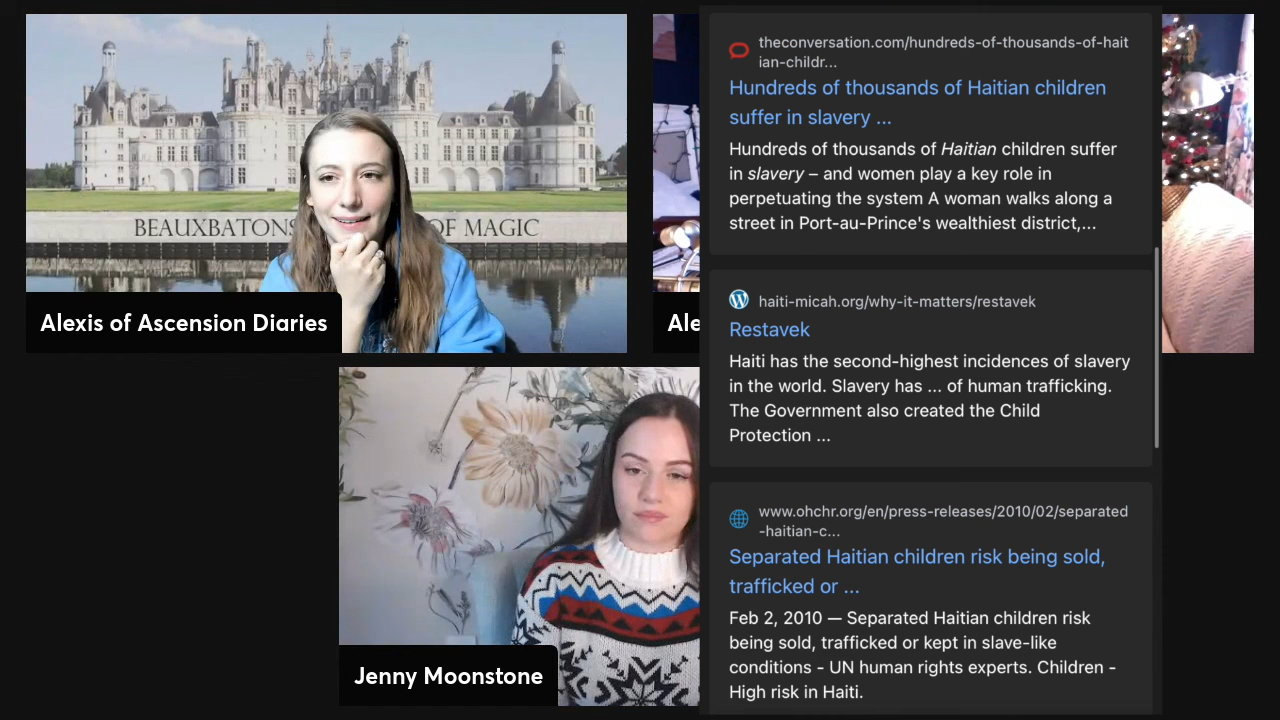 BEAUXBATONS
OF MAGIC
Alexis of Ascension Diaries
Ale
Jenny Moonstone
theconversation.com/hundreds-of-thousands-of-hait
ian-childr...
Hundreds of thousands of Haitian children
suffer in slavery ...
Hundreds of thousands of Haitian children suffer
in slavery – and women play a key role in
perpetuating the system A woman walks along a
street in Port-au-Prince's wealthiest district,...
haiti-micah.org/why-it-matters/restavek
Restavek
Haiti has the second-highest incidences of slavery
in the world. Slavery has ... of human trafficking.
The Government also created the Child
Protection ...
www.ohchr.org/en/press-releases/2010/02/separated
-haitian-c...
Separated Haitian children risk being sold,
trafficked or ...
Feb 2, 2010 — Separated Haitian children risk
being sold, trafficked or kept in slave-like
conditions - UN human rights experts. Children -
High risk in Haiti.